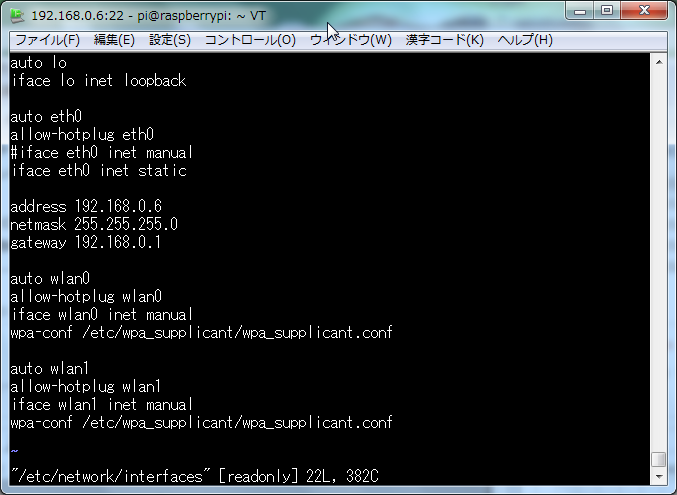 192.168.0.6:22 - pi@raspberrypi: ~ VT
ファイル(F) 編集(E) 設定(S) コントロール(O) ウィンドウ(W) 漢字コード(K) ヘルプ(H)
auto lo
iface lo inet loopback
auto eth0
allow-hotplug eth0
#iface eth0 inet manual
iface eth0 inet static
address 192.168.0.6
netmask 255.255.255.0
gateway 192.168.0.1
auto wlan0
allow-hotplug wlan0
iface wlan0 inet manual
wpa-conf /etc/wpa_supplicant/wpa_supplicant.conf
auto wlan1
allow-hotplug wlan1
iface wlan1 inet manual
wpa-conf /etc/wpa_supplicant/wpa_supplicant.conf
~
"/etc/network/interfaces" [readonly] 22L, 382C